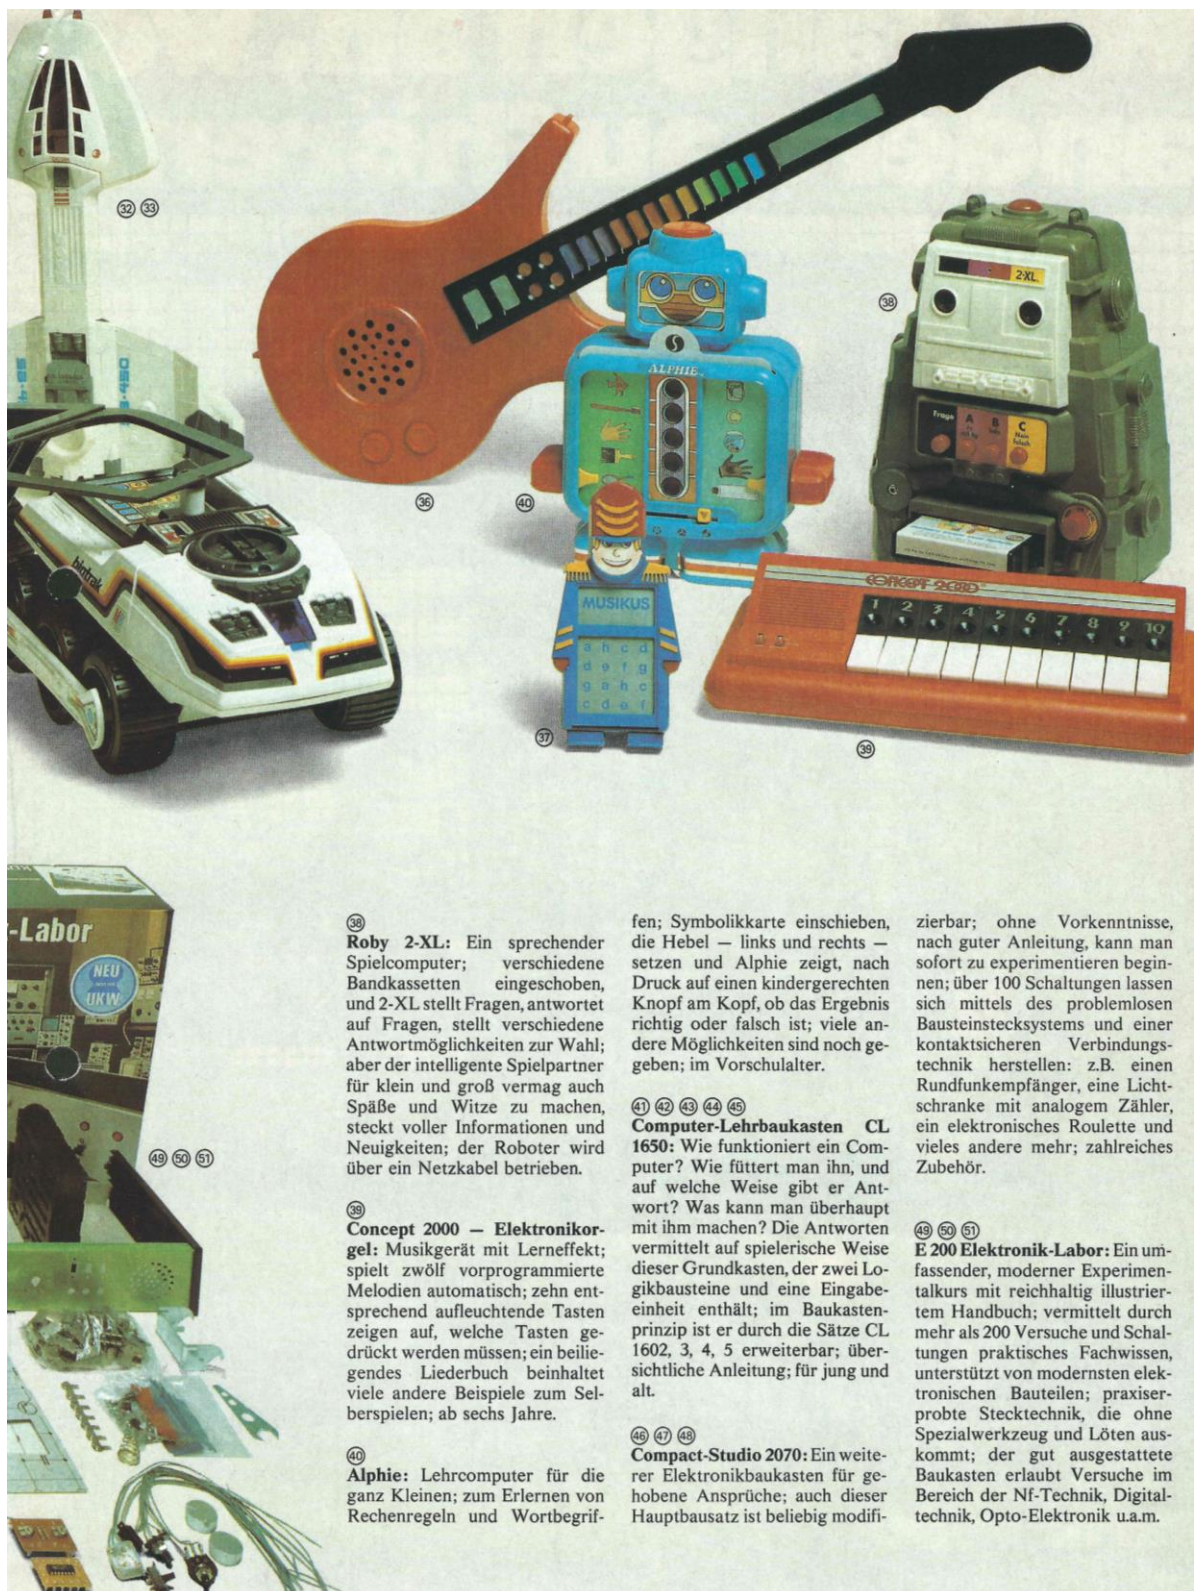 ㉜ ㉝
2-XL
㊳
ALPHIE
Frage
A
B
C
Nein
falsch
㊱
㊵
bigtrak
CONCEPT 2000
1 2 3 4 5 6 7 8 9 10
MUSIKUS
a h c d
d e f g
g a h c
c d e f
㊲
㊴
-Labor
NEU
UKW
㊾ ㊿ 51
㊳
Roby 2-XL: Ein sprechender
Spielcomputer; verschiedene
Bandkassetten eingeschoben,
und 2-XL stellt Fragen, antwortet
auf Fragen, stellt verschiedene
Antwortmöglichkeiten zur Wahl;
aber der intelligente Spielpartner
für klein und groß vermag auch
Späße und Witze zu machen,
steckt voller Informationen und
Neuigkeiten; der Roboter wird
über ein Netzkabel betrieben.
㊴
Concept 2000 — Elektronikor-
gel: Musikgerät mit Lerneffekt;
spielt zwölf vorprogrammierte
Melodien automatisch; zehn ent-
sprechend aufleuchtende Tasten
zeigen auf, welche Tasten ge-
drückt werden müssen; ein beilie-
gendes Liederbuch beinhaltet
viele andere Beispiele zum Sel-
berspielen; ab sechs Jahre.
㊵
Alphie: Lehrcomputer für die
ganz Kleinen; zum Erlernen von
Rechenregeln und Wortbegrif-
fen; Symbolikkarte einschieben,
die Hebel — links und rechts —
setzen und Alphie zeigt, nach
Druck auf einen kindergerechten
Knopf am Kopf, ob das Ergebnis
richtig oder falsch ist; viele an-
dere Möglichkeiten sind noch ge-
geben; im Vorschulalter.
㊶ ㊷ ㊸ ㊹ ㊺
Computer-Lehrbaukasten CL
1650: Wie funktioniert ein Com-
puter? Wie füttert man ihn, und
auf welche Weise gibt er Ant-
wort? Was kann man überhaupt
mit ihm machen? Die Antworten
vermittelt auf spielerische Weise
dieser Grundkasten, der zwei Lo-
gikbausteine und eine Eingabe-
einheit enthält; im Baukasten-
prinzip ist er durch die Sätze CL
1602, 3, 4, 5 erweiterbar; über-
sichtliche Anleitung; für jung und
alt.
㊻ ㊼ ㊽
Compact-Studio 2070: Ein weite-
rer Elektronikbaukasten für ge-
hobene Ansprüche; auch dieser
Hauptbausatz ist beliebig modifi-
zierbar; ohne Vorkenntnisse,
nach guter Anleitung, kann man
sofort zu experimentieren begin-
nen; über 100 Schaltungen lassen
sich mittels des problemlosen
Bausteinstecksystems und einer
kontaktsicheren Verbindungs-
technik herstellen: z.B. einen
Rundfunkempfänger, eine Licht-
schranke mit analogem Zähler,
ein elektronisches Roulette und
vieles andere mehr; zahlreiches
Zubehör.
㊾ ㊿ 51
E 200 Elektronik-Labor: Ein um-
fassender, moderner Experimen-
talkurs mit reichhaltig illustrier-
tem Handbuch; vermittelt durch
mehr als 200 Versuche und Schal-
tungen praktisches Fachwissen,
unterstützt von modernsten elek-
tronischen Bauteilen; praxiser-
probte Stecktechnik, die ohne
Spezialwerkzeug und Löten aus-
kommt; der gut ausgestattete
Baukasten erlaubt Versuche im
Bereich der Nf-Technik, Digital-
technik, Opto-Elektronik u.a.m.